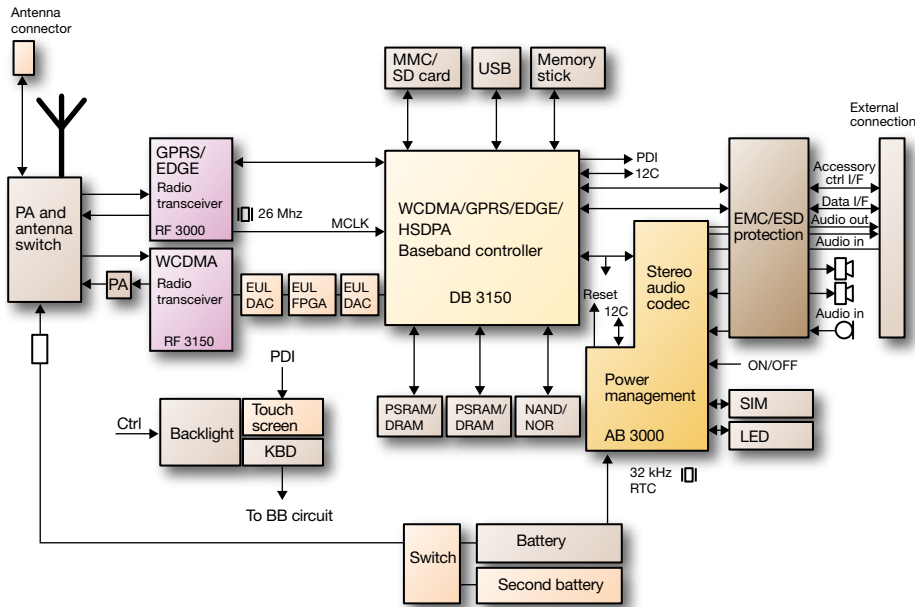 Antenna
connector
MMC/
SD card
USB
Memory
stick
External
connection
GPRS/
EDGE
Radio
transceiver
RF 3000
26 Mhz
MCLK
PA and
antenna
switch
WCDMA/GPRS/EDGE/
HSDPA
Baseband controller
DB 3150
PDI
12C
EMC/ESD
protection
Accessory
ctrl I/F
Data I/F
Audio out
Audio in
Audio in
WCDMA
Radio
transceiver
RF 3150
PA
EUL
DAC
EUL
FPGA
EUL
DAC
Stereo
audio
codec
Reset
12C
Power
management
AB 3000
ON/OFF
SIM
LED
PDI
Ctrl
Backlight
Touch
screen
KBD
To BB circuit
PSRAM/
DRAM
PSRAM/
DRAM
NAND/
NOR
32 kHz
RTC
Switch
Battery
Second battery